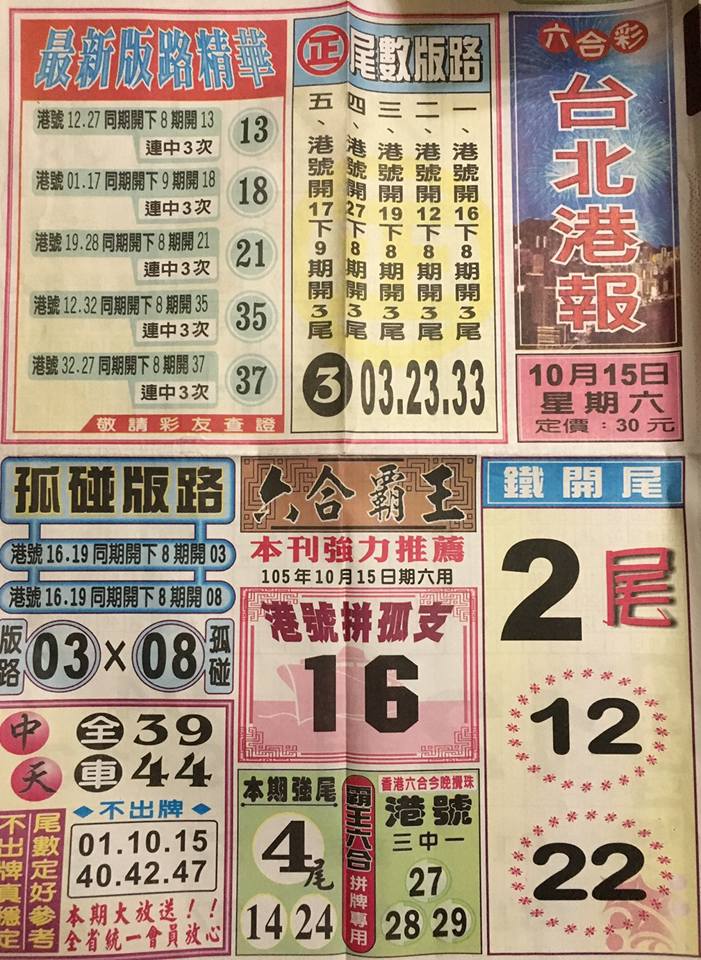 最新版路精華
港號12.27同期開下8期開13
連中3次
13
港號01.17同期開下9期開18
連中3次
18
港號19.28同期開下8期開21
連中3次
21
港號12.32同期開下8期開35
連中3次
35
港號32.27同期開下8期開37
連中3次
37
敬請彩友查證
正 尾數版路
一、港號開16下8期開3尾
二、港號開12下8期開3尾
三、港號開19下8期開3尾
四、港號開27下8期開3尾
五、港號開17下9期開3尾
3 03.23.33
六合彩
台北港報
10月15日
星期六
定價：30元
孤碰版路
港號16.19同期開下8期開03
港號16.19同期開下8期開08
版路 03×08 孤碰
中天
全車
39
44
不出牌
01.10.15
40.42.47
尾數定好參考
不出牌真穩定
本期大放送！！
全省統一會員放心
六合霸王
本刊強力推薦
105年10月15日期六用
港號拼孤支
16
本期強尾
4尾
14 24
霸王六合拼牌專用
香港六合今晚攪珠
港號
三中一
27
28 29
鐵開尾
2尾
12
22